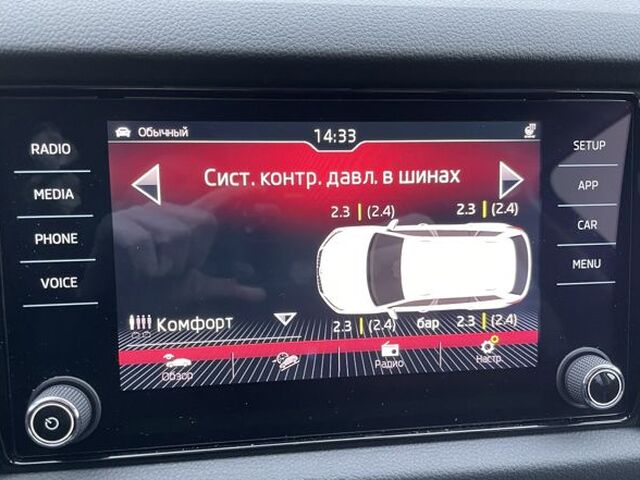 RADIO
MEDIA
PHONE
VOICE
Обычный
14:33
Сист. контр. давл. в шинах
2.3 (2.4)
2.3 (2.4)
2.3 (2.4)
бар
2.3 (2.4)
Комфорт
Обзор
Радио
Настр.
SETUP
APP
CAR
MENU